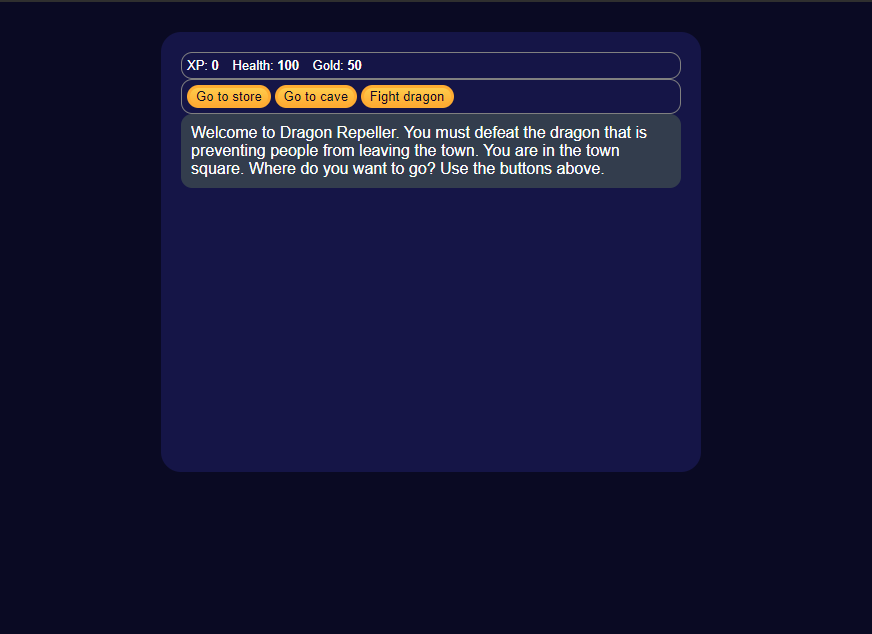 XP: 0 Health: 100 Gold: 50
Go to store Go to cave Fight dragon
Welcome to Dragon Repeller. You must defeat the dragon that is
preventing people from leaving the town. You are in the town
square. Where do you want to go? Use the buttons above.